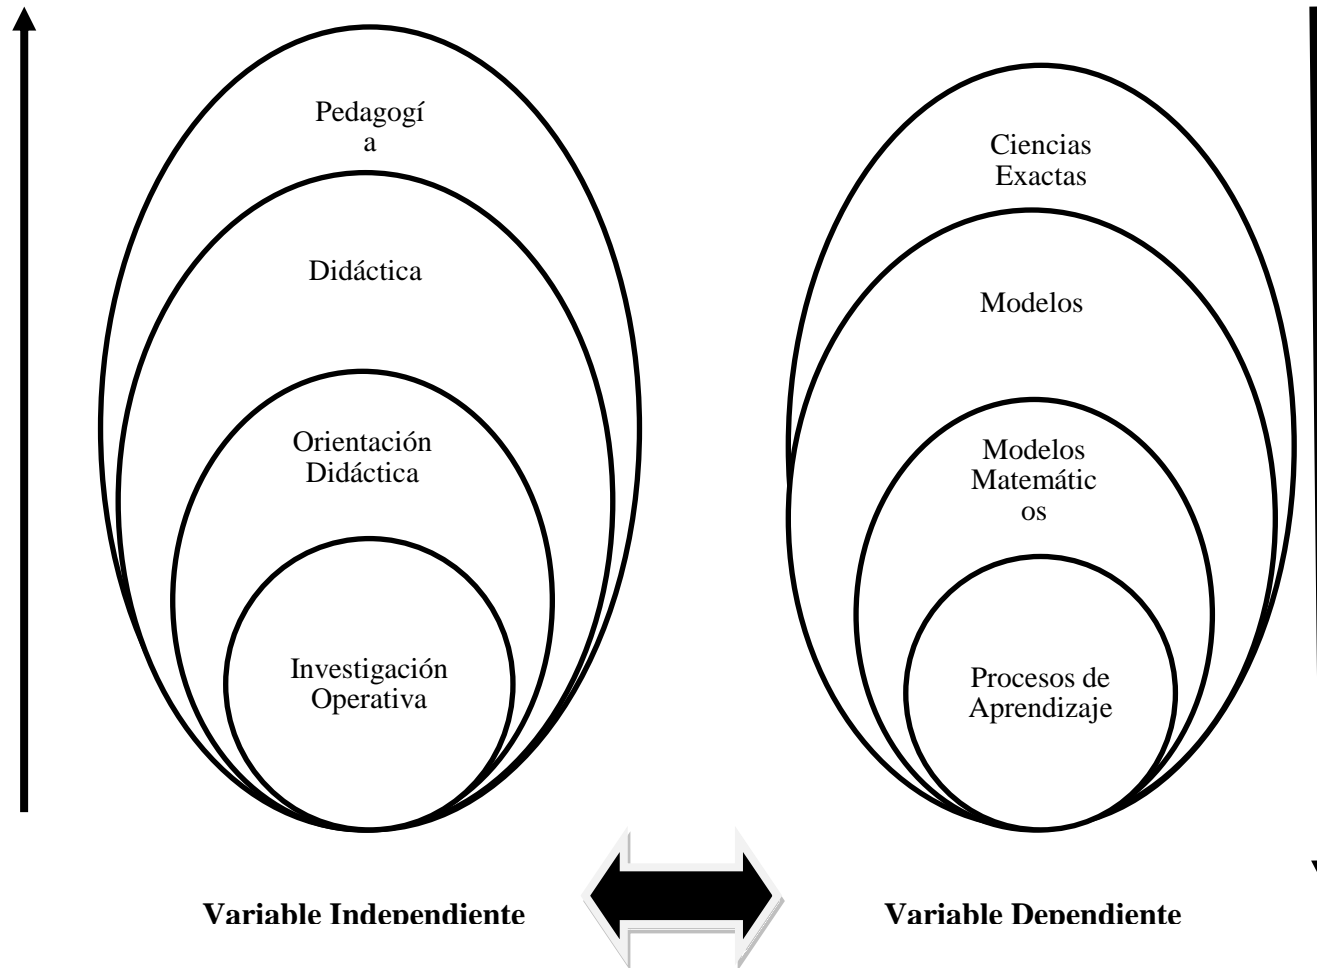 Pedagogí
a
Didáctica
Orientación
Didáctica
Investigación
Operativa
Variable Independiente
Ciencias
Exactas
Modelos
Modelos
Matemátic
os
Procesos de
Aprendizaje
Variable Dependiente